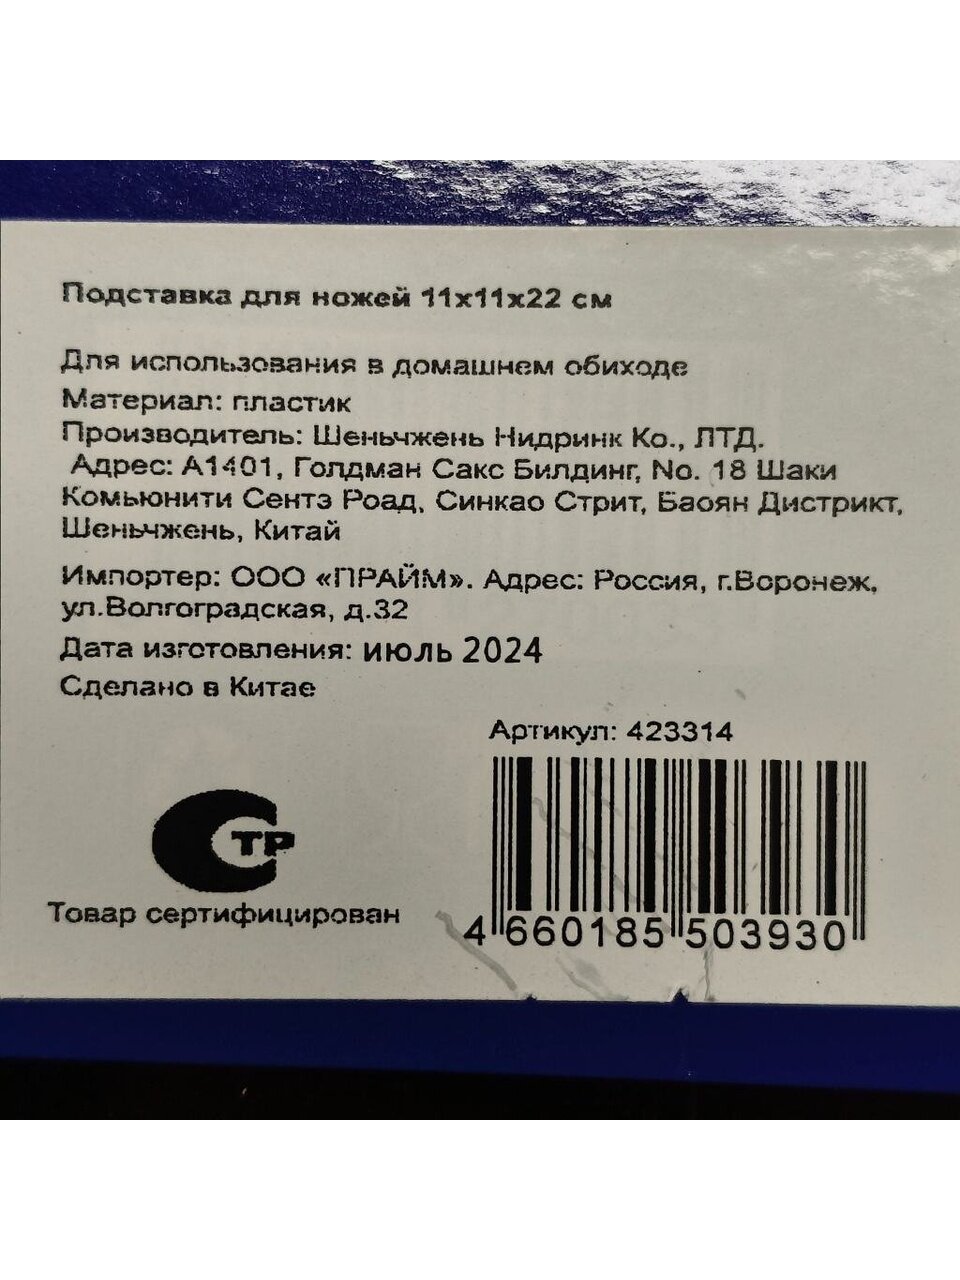 Подставка для ножей 11х11х22 см
Для использования в домашнем обиходе
Материал: пластик
Производитель: Шеньчжень Нидринк Ко., ЛТД.
Адрес: А1401, Голдман Сакс Билдинг, No. 18 Шаки
Комьюнити Сентэ Роад, Синкао Стрит, Баоян Дистрикт,
Шеньчжень, Китай
Импортер: ООО «ПРАЙМ». Адрес: Россия, г.Воронеж,
ул.Волгоградская, д.32
Дата изготовления: июль 2024
Сделано в Китае
Артикул: 423314
СТР
Товар сертифицирован
4 660185 503930